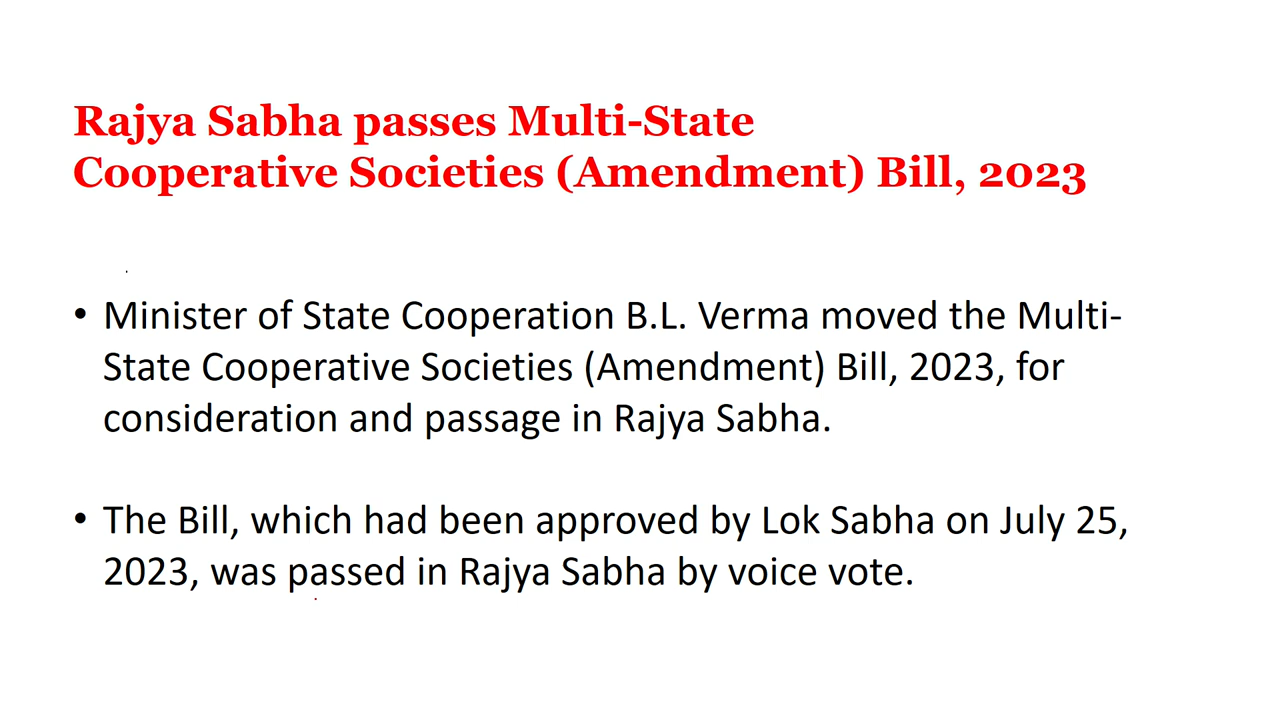 Rajya Sabha passes Multi-State
Cooperative Societies (Amendment) Bill, 2023
• Minister of State Cooperation B.L. Verma moved the Multi-
State Cooperative Societies (Amendment) Bill, 2023, for
consideration and passage in Rajya Sabha.
• The Bill, which had been approved by Lok Sabha on July 25,
2023, was passed in Rajya Sabha by voice vote.